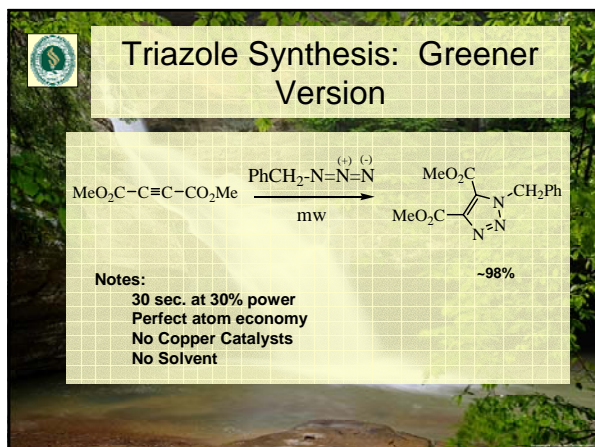 Triazole Synthesis: Greener
Version
(+) (-)
PhCH₂-N=N=N
MeO₂C-C≡C-CO₂Me
mw
MeO₂C
CH₂Ph
N
MeO₂C
N=N
~98%
Notes:
30 sec. at 30% power
Perfect atom economy
No Copper Catalysts
No Solvent